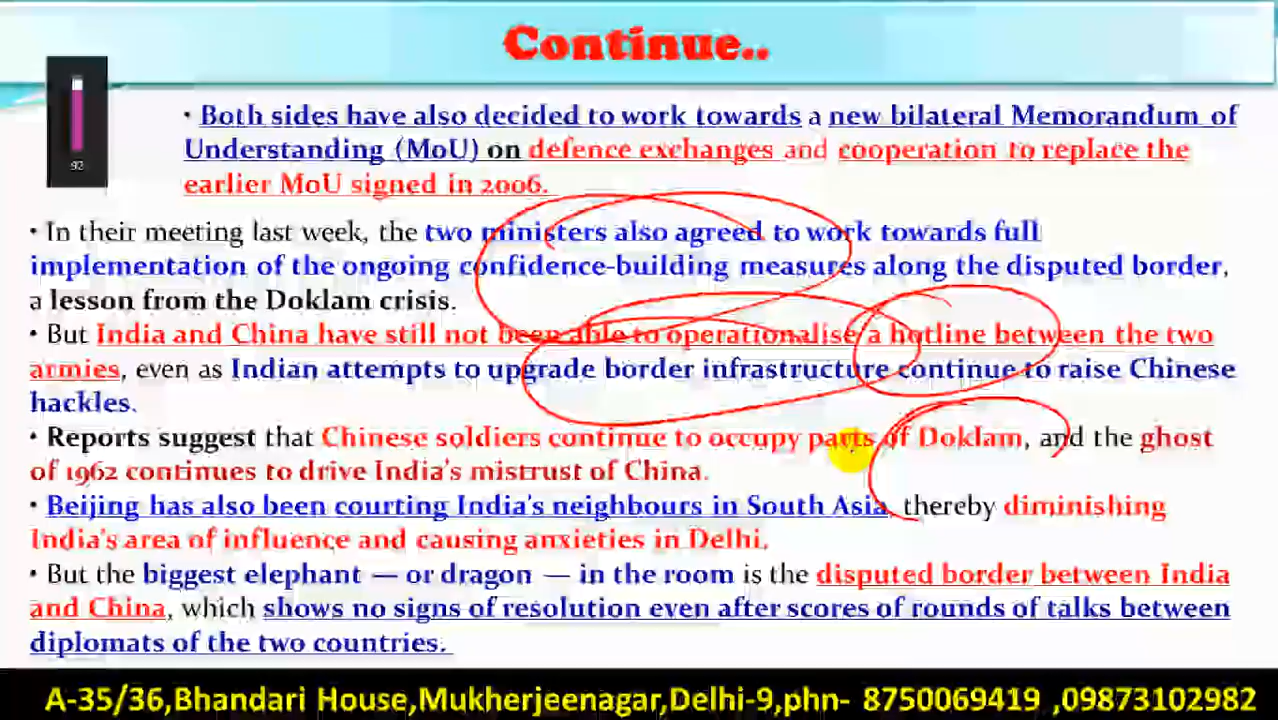 Continue..
92
• Both sides have also decided to work towards a new bilateral Memorandum of
Understanding (MoU) on defence exchanges and cooperation to replace the
earlier MoU signed in 2006.
• In their meeting last week, the two ministers also agreed to work towards full
implementation of the ongoing confidence-building measures along the disputed border,
a lesson from the Doklam crisis.
• But India and China have still not been able to operationalise a hotline between the two
armies, even as Indian attempts to upgrade border infrastructure continue to raise Chinese
hackles.
• Reports suggest that Chinese soldiers continue to occupy parts of Doklam, and the ghost
of 1962 continues to drive India's mistrust of China.
• Beijing has also been courting India's neighbours in South Asia, thereby diminishing
India's area of influence and causing anxieties in Delhi.
• But the biggest elephant — or dragon — in the room is the disputed border between India
and China, which shows no signs of resolution even after scores of rounds of talks between
diplomats of the two countries.
A-35/36,Bhandari House,Mukherjeenagar,Delhi-9,phn- 8750069419 ,09873102982